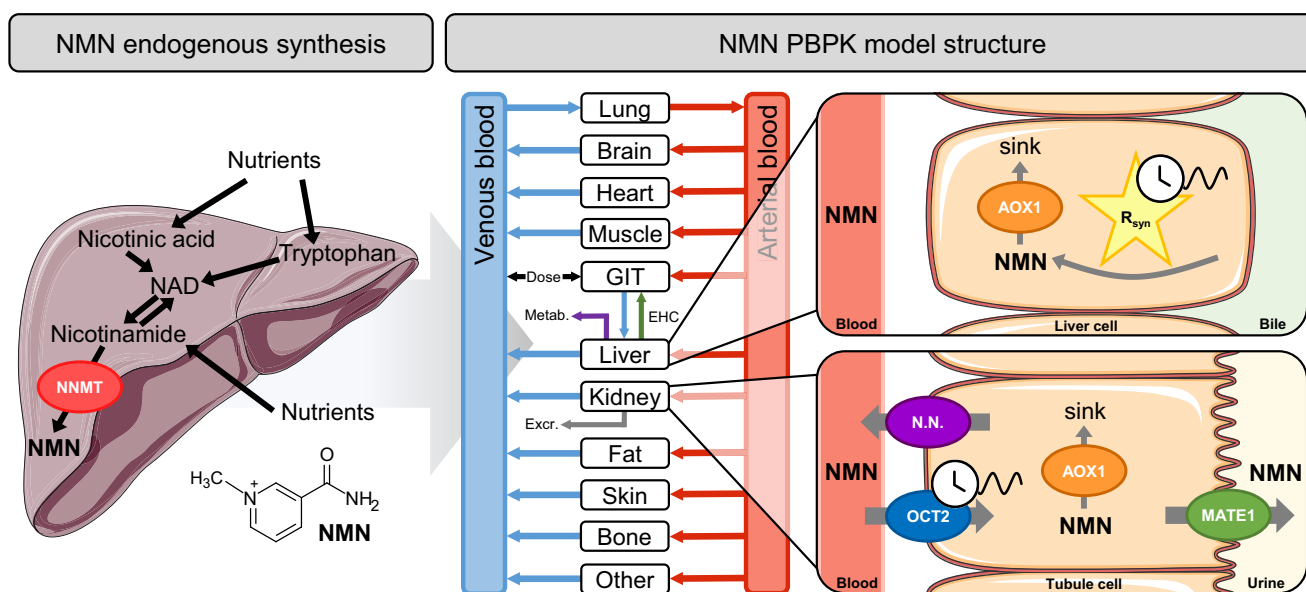 NMN endogenous synthesis
NMN PBPK model structure
Nutrients
Nicotinic acid
Tryptophan
NAD
Nicotinamide
NNMT
NMN
Nutrients
H₃C
N
+
O
NH₂
NMN
Venous blood
Arterial blood
Lung
Brain
Heart
Muscle
Dose
GIT
Metab.
EHC
Liver
Kidney
Excr.
Fat
Skin
Bone
Other
NMN
sink
AOX1
NMN
Rsyn
Blood
Liver cell
Bile
NMN
N.N.
OCT2
sink
AOX1
NMN
NMN
MATE1
Blood
Tubule cell
Urine